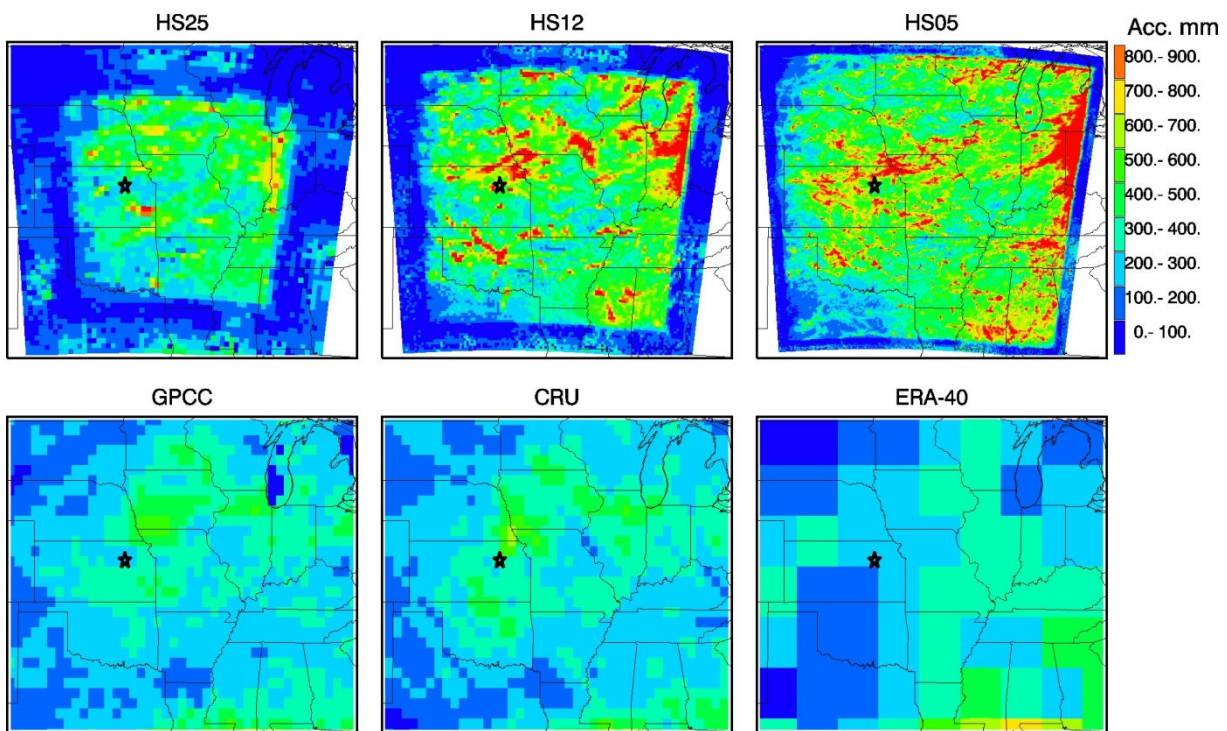 HS25
HS12
HS05
Acc. mm
800.- 900.
700.- 800.
600.- 700.
500.- 600.
400.- 500.
300.- 400.
200.- 300.
100.- 200.
0.- 100.
GPCC
CRU
ERA-40